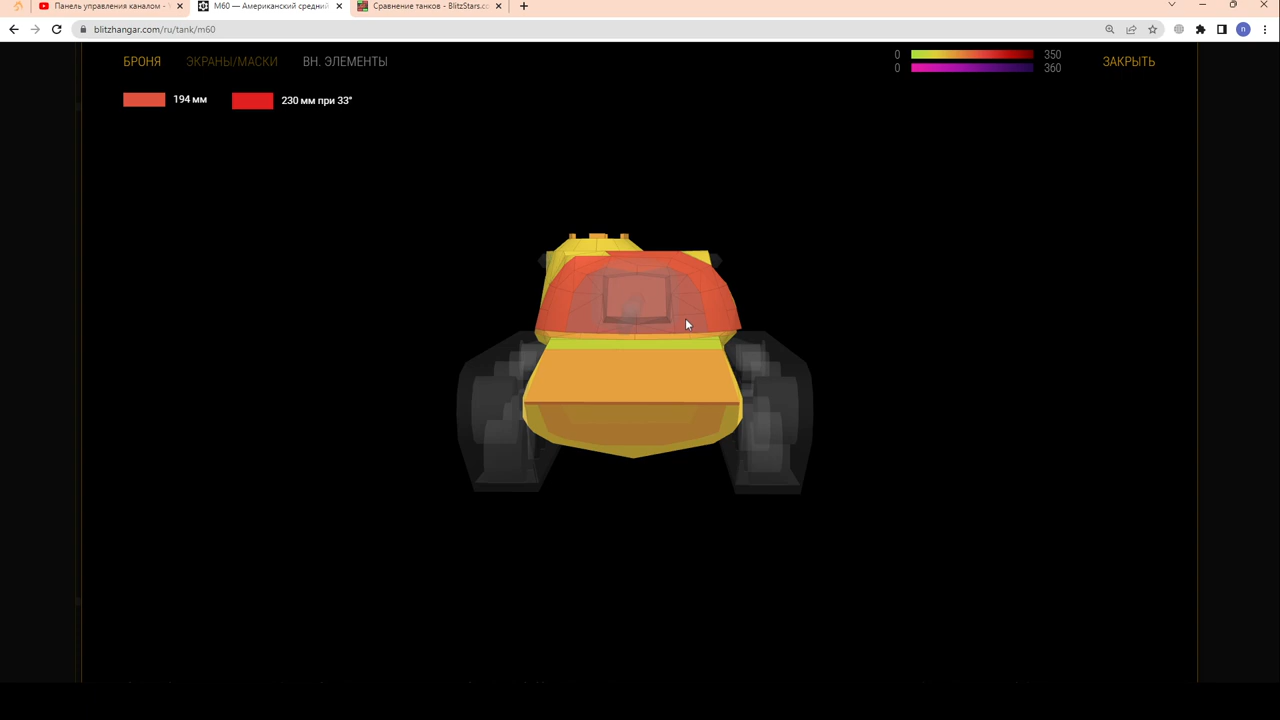 Панель управления каналом -
M60 — Американский средний
Сравнение танков - BlitzStars.co
blitzhangar.com/ru/tank/m60
n
БРОНЯ
ЭКРАНЫ/МАСКИ
ВН. ЭЛЕМЕНТЫ
0
350
0
360
ЗАКРЫТЬ
194 мм
230 мм при 33°